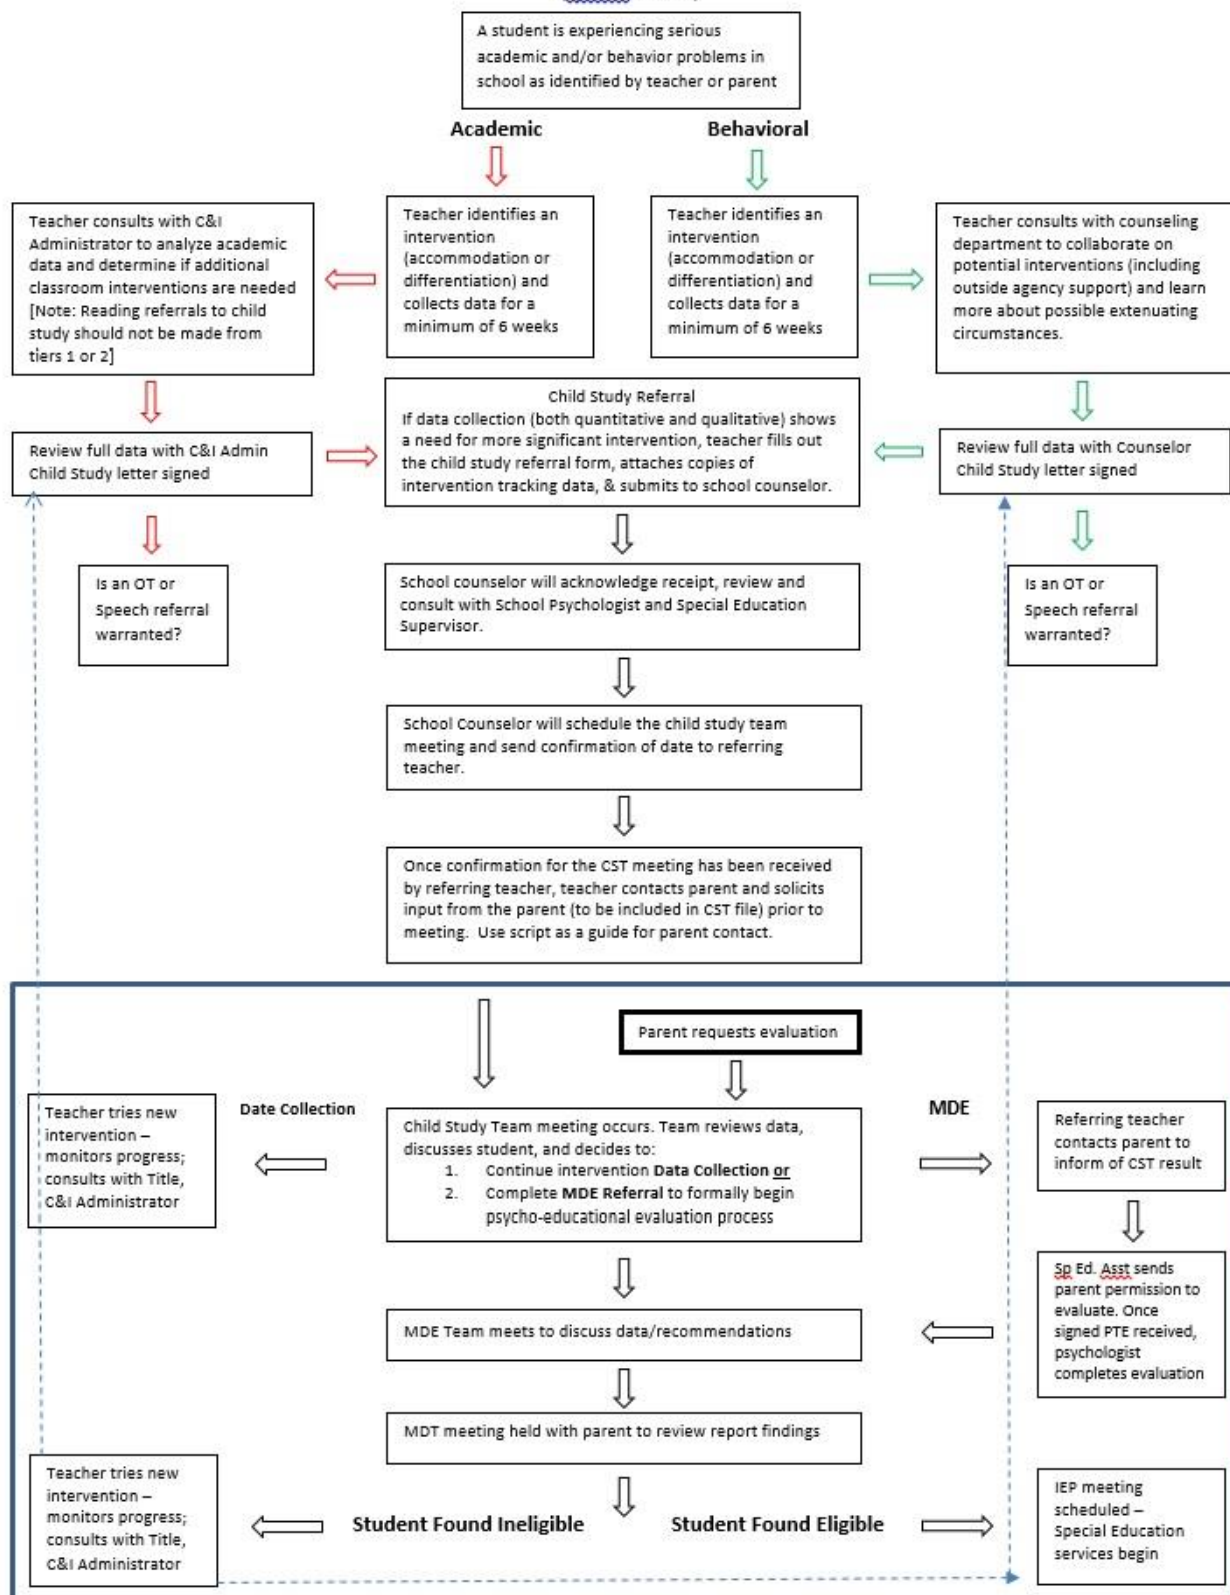 A student is experiencing serious
academic and/or behavior problems in
school as identified by teacher or parent
Academic
Behavioral
Teacher consults with C&I
Administrator to analyze academic
data and determine if additional
classroom interventions are needed
[Note: Reading referrals to child
study should not be made from
tiers 1 or 2]
Teacher identifies an
intervention
(accommodation or
differentiation) and
collects data for a
minimum of 6 weeks
Teacher identifies an
intervention
(accommodation or
differentiation) and
collects data for a
minimum of 6 weeks
Teacher consults with counseling
department to collaborate on
potential interventions (including
outside agency support) and learn
more about possible extenuating
circumstances.
Review full data with C&I Admin
Child Study letter signed
Child Study Referral
If data collection (both quantitative and qualitative) shows
a need for more significant intervention, teacher fills out
the child study referral form, attaches copies of
intervention tracking data, & submits to school counselor.
Review full data with Counselor
Child Study letter signed
Is an OT or
Speech referral
warranted?
School counselor will acknowledge receipt, review and
consult with School Psychologist and Special Education
Supervisor.
Is an OT or
Speech referral
warranted?
School Counselor will schedule the child study team
meeting and send confirmation of date to referring
teacher.
Once confirmation for the CST meeting has been received
by referring teacher, teacher contacts parent and solicits
input from the parent (to be included in CST file) prior to
meeting. Use script as a guide for parent contact.
Parent requests evaluation
Teacher tries new
intervention –
monitors progress;
consults with Title,
C&I Administrator
Date Collection
Child Study Team meeting occurs. Team reviews data,
discusses student, and decides to:
1. Continue intervention Data Collection or
2. Complete MDE Referral to formally begin
psycho-educational evaluation process
MDE
Referring teacher
contacts parent to
inform of CST result
Sp Ed. Asst sends
parent permission to
evaluate. Once
signed PTE received,
psychologist
completes evaluation
MDE Team meets to discuss data/recommendations
MDT meeting held with parent to review report findings
Teacher tries new
intervention –
monitors progress;
consults with Title,
C&I Administrator
Student Found Ineligible
Student Found Eligible
IEP meeting
scheduled –
Special Education
services begin